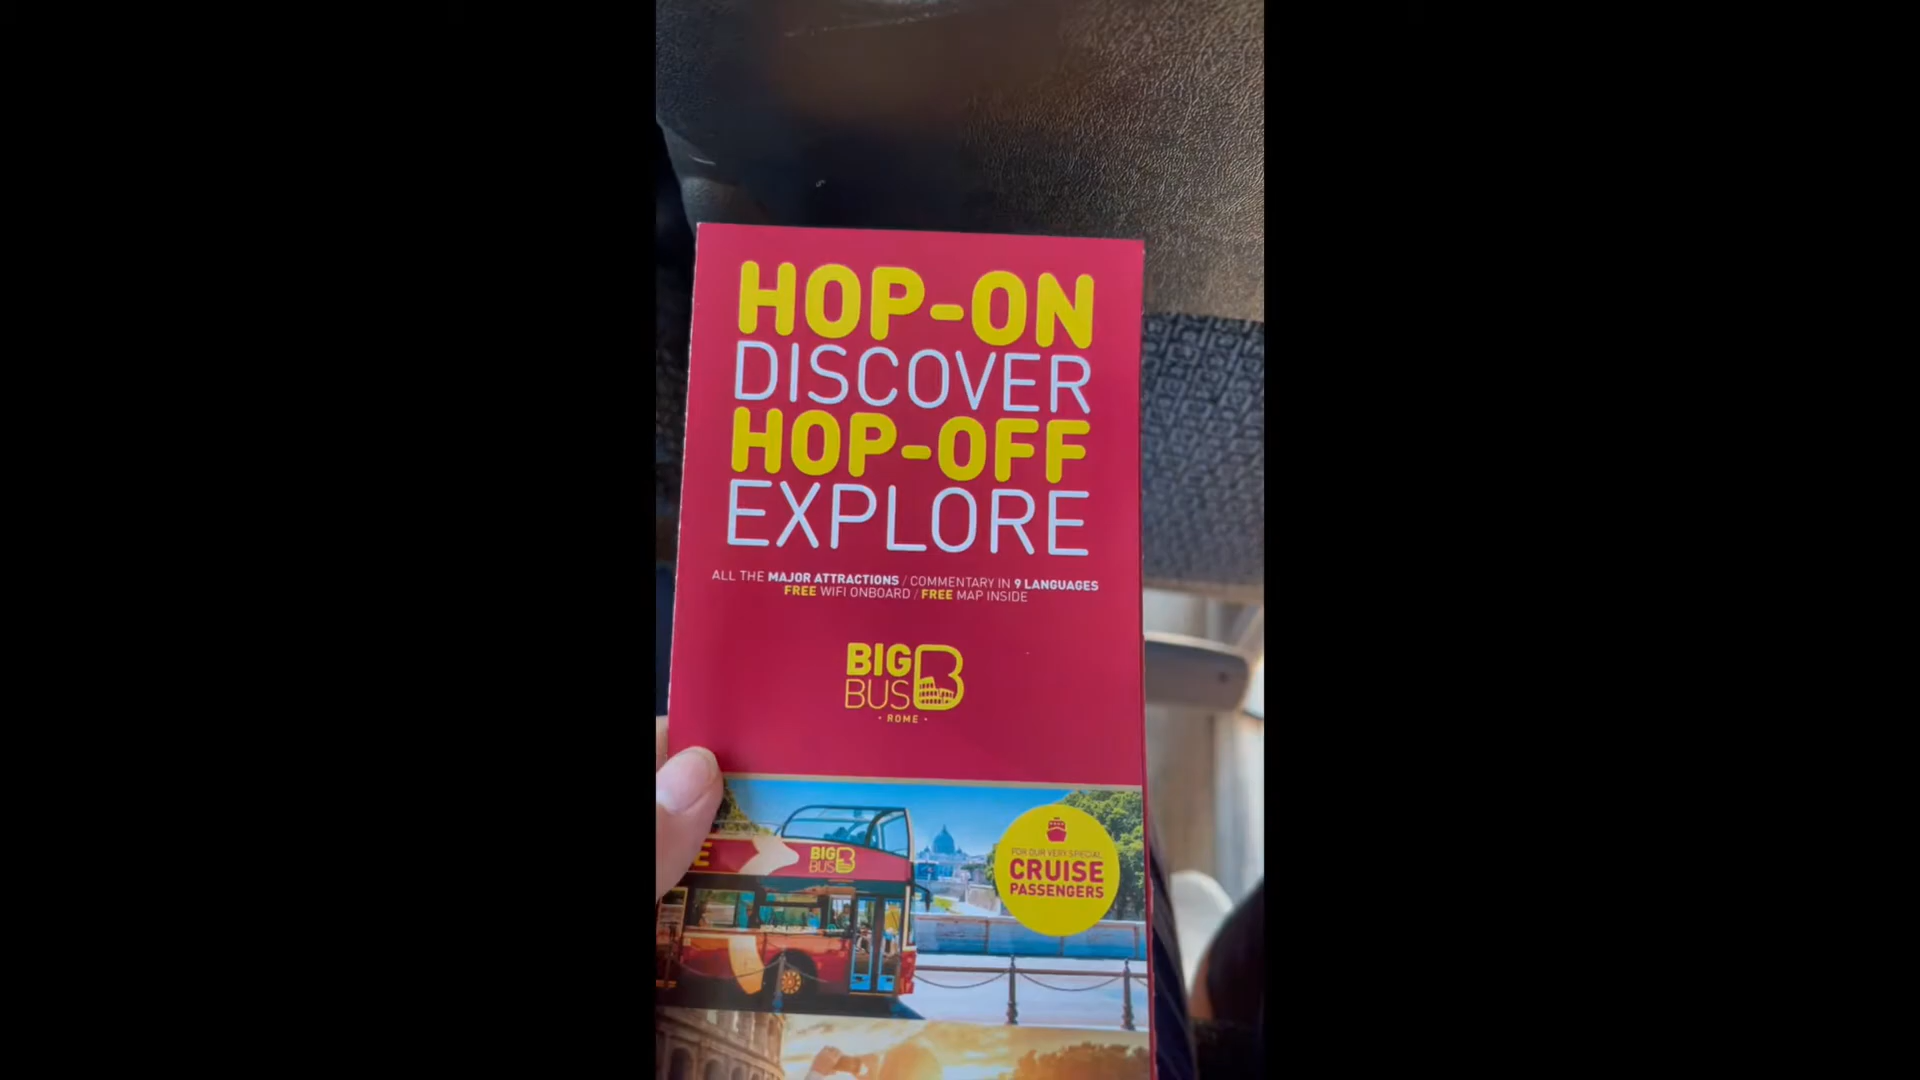 HOP-ON
DISCOVER
HOP-OFF
EXPLORE
ALL THE MAJOR ATTRACTIONS / COMMENTARY IN 9 LANGUAGES
FREE WIFI ONBOARD / FREE MAP INSIDE
BIG
BUS
• ROME •
BIG
BUS
FOR OUR VERY SPECIAL
CRUISE
PASSENGERS